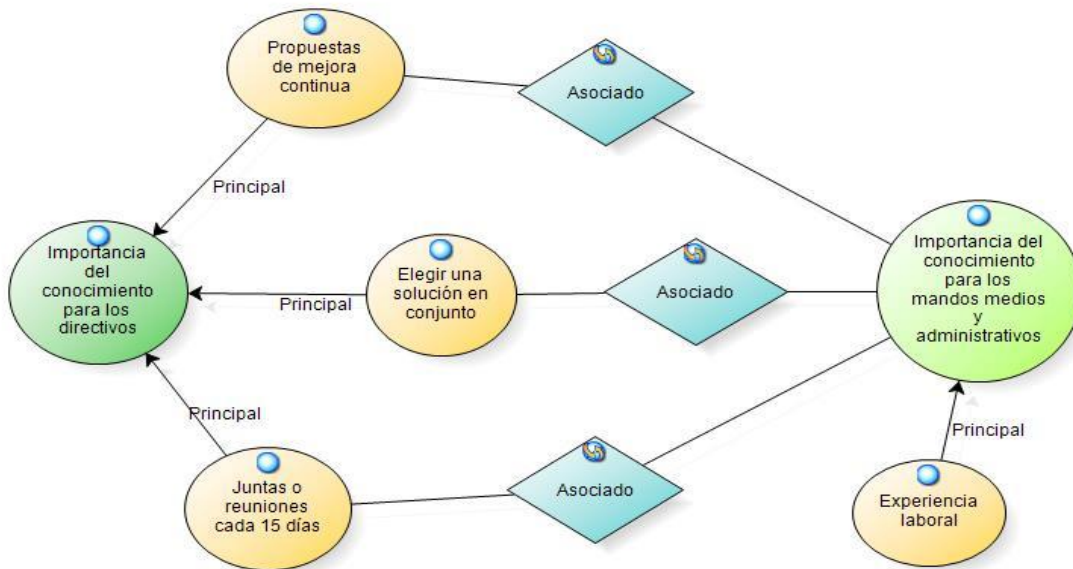 Propuestas
de mejora
continua
Asociado
Principal
Importancia
del
conocimiento
para los
directivos
Principal
Elegir una
solución en
conjunto
Asociado
Importancia del
conocimiento
para los
mandos medios
y
administrativos
Principal
Juntas o
reuniones
cada 15 días
Asociado
Principal
Experiencia
laboral